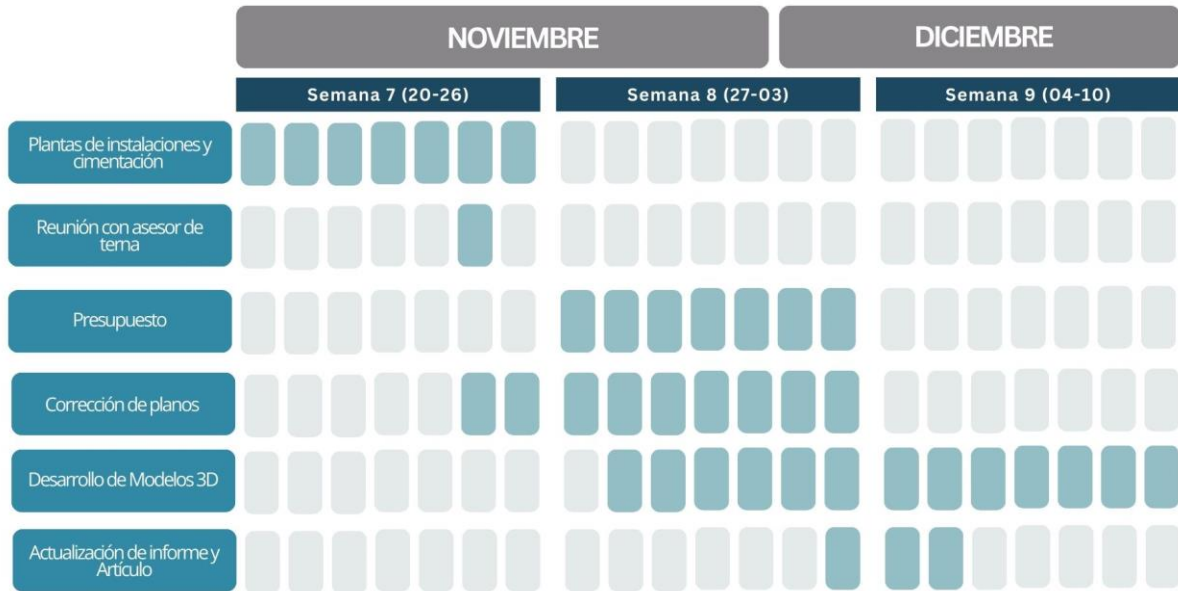 NOVIEMBRE
DICIEMBRE
Semana 7 (20-26)
Semana 8 (27-03)
Semana 9 (04-10)
Plantas de instalaciones y
cimentación
Reunión con asesor de
terna
Presupuesto
Corrección de planos
Desarrollo de Modelos 3D
Actualización de informe y
Artículo